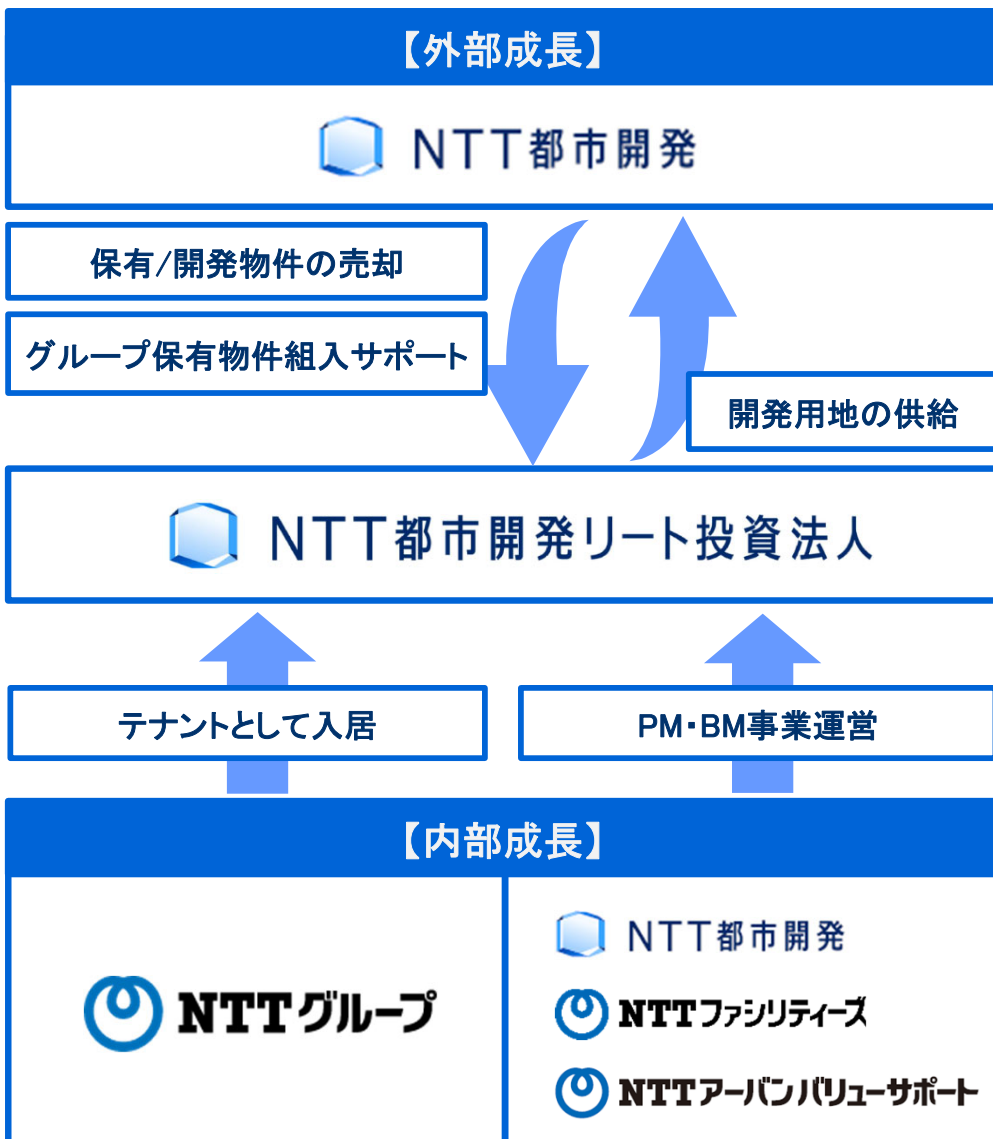 【外部成長】
NTT都市開発
保有/開発物件の売却
グループ保有物件組入サポート
開発用地の供給
NTT都市開発リート投資法人
テナントとして入居
PM・BM事業運営
【内部成長】
NTTグループ
NTT都市開発
NTTファシリティーズ
NTTアーバンバリューサポート